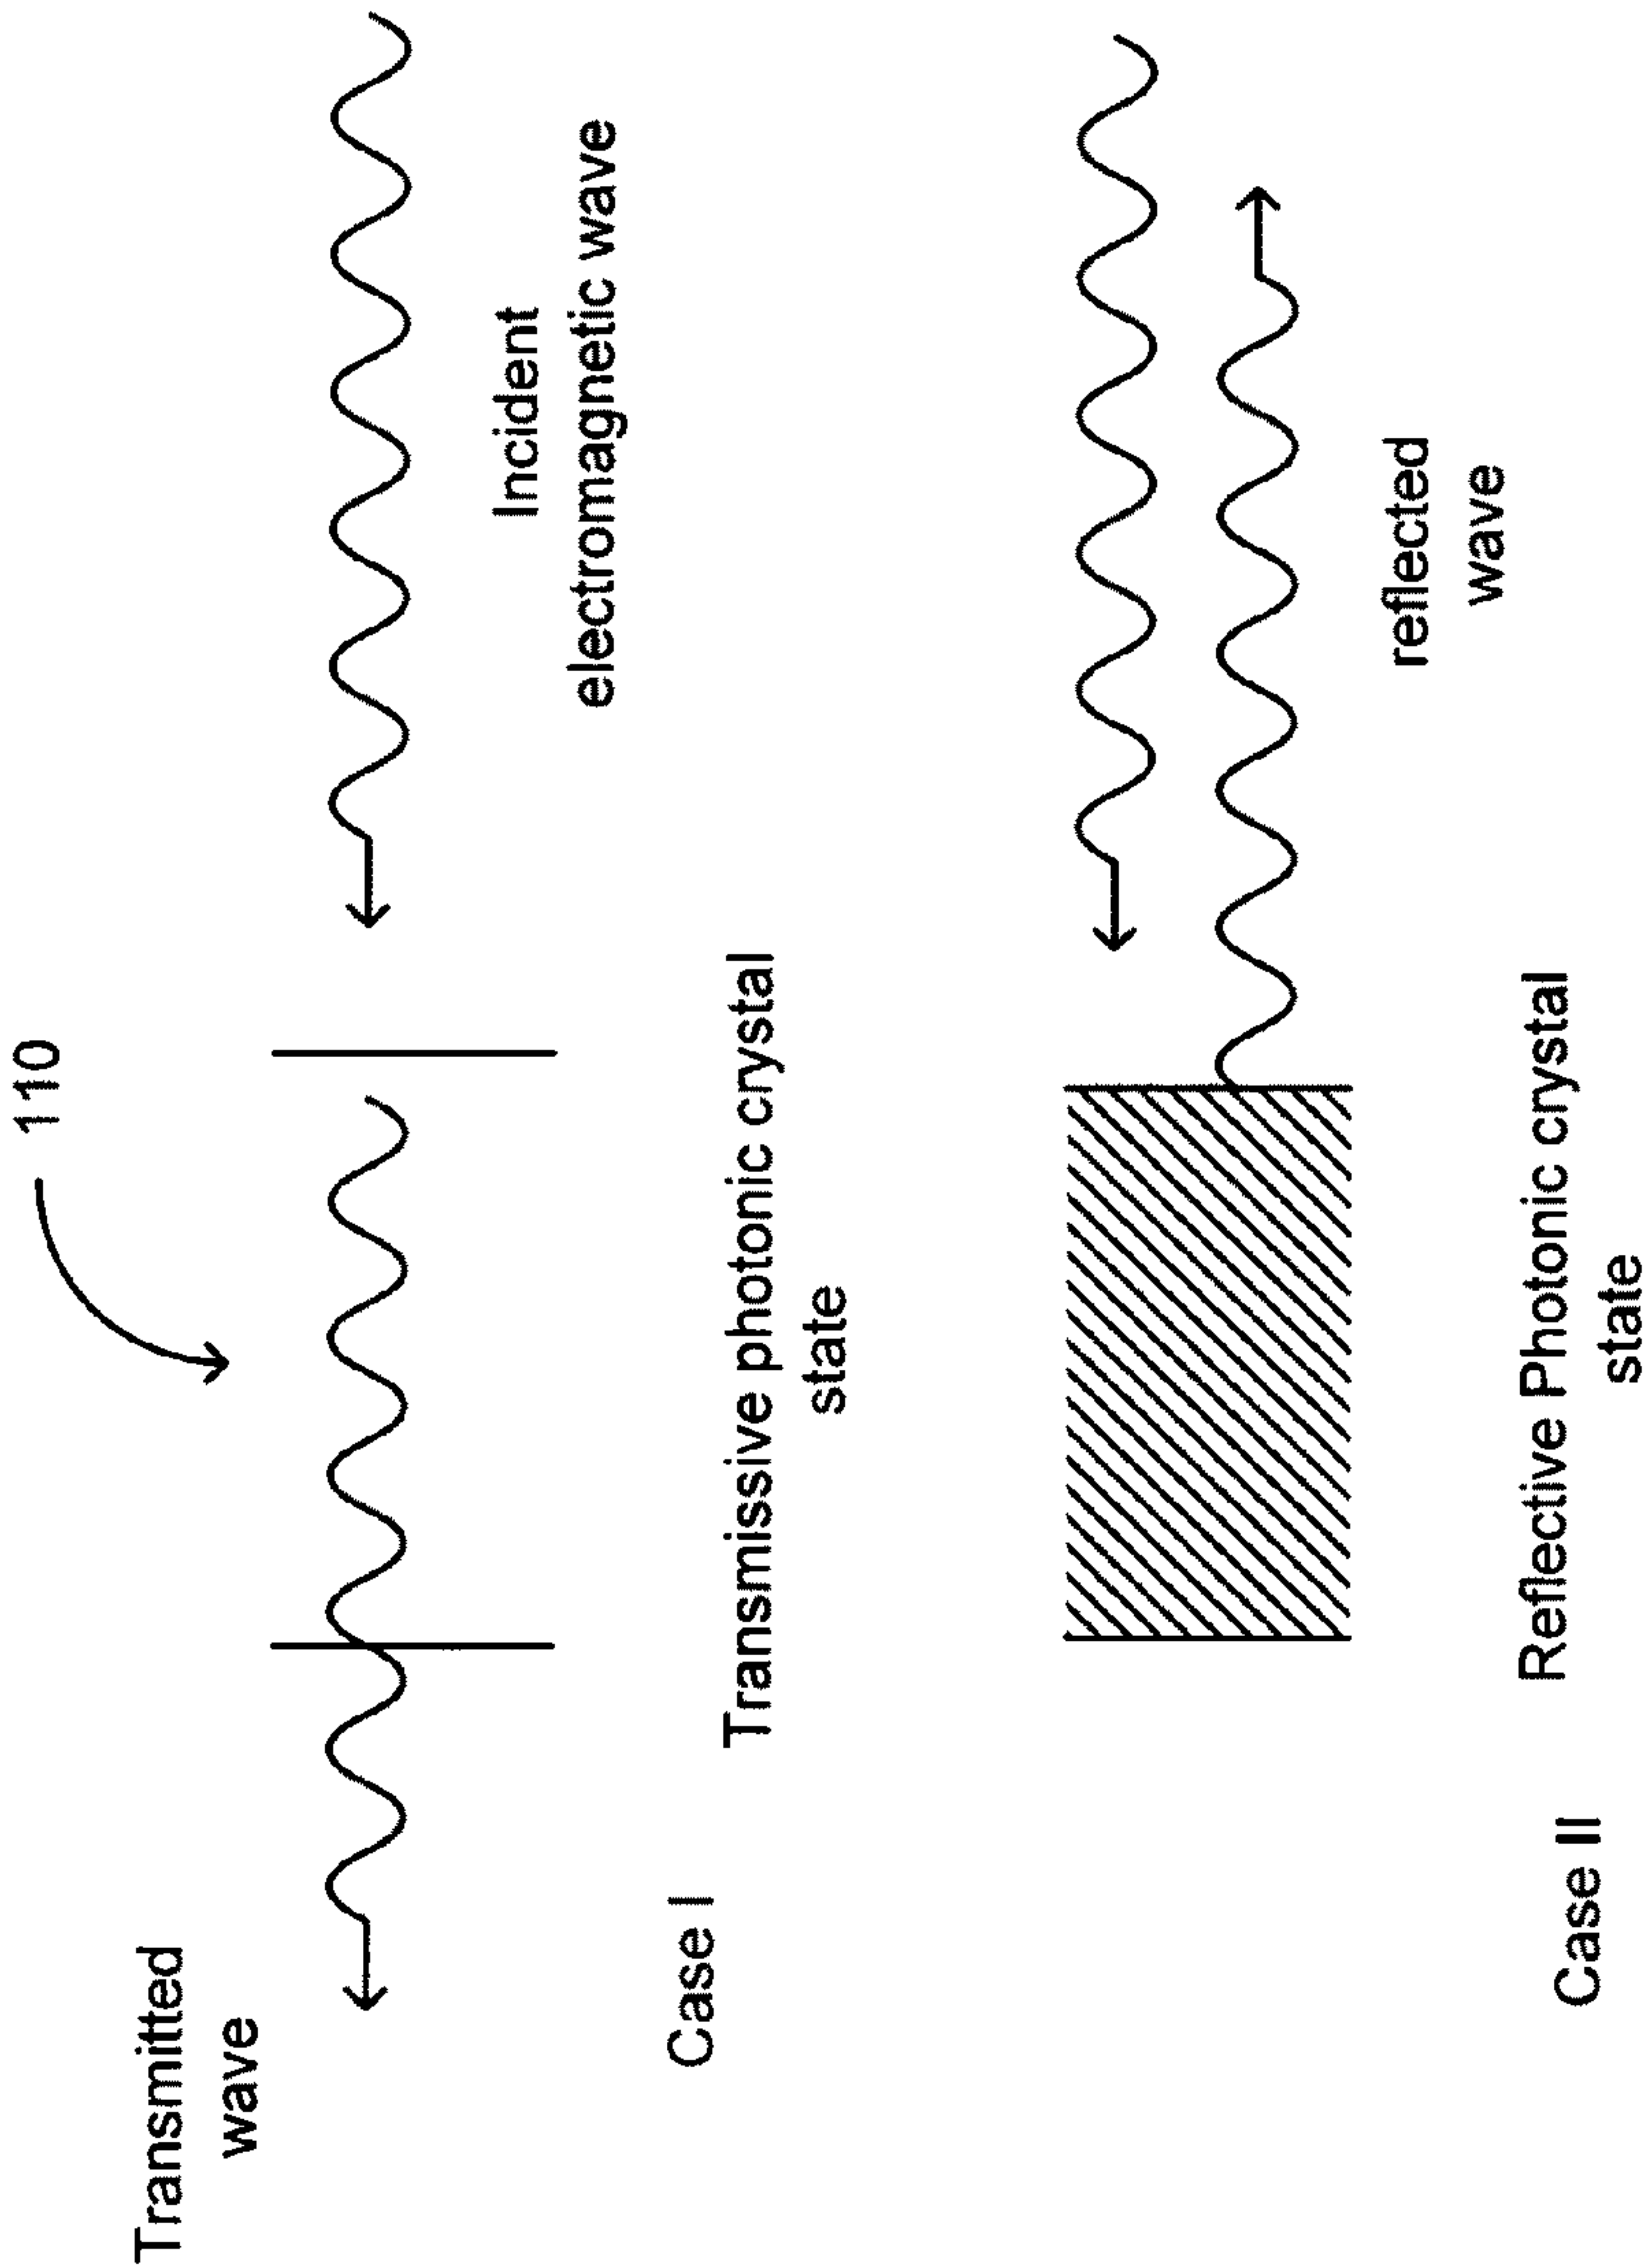 110
Transmitted
wave
Incident
electromagnetic wave
Case I
Transmissive photonic crystal
state
reflected
wave
Case II
Reflective Photonic crystal
state